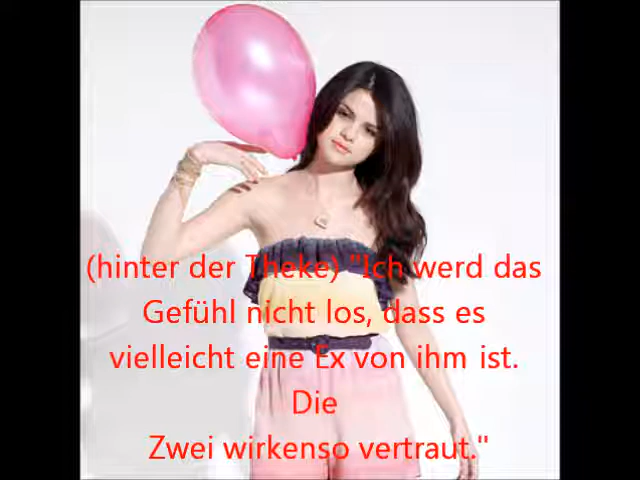 (hinter der Theke) "Ich werd das
Gefühl nicht los, dass es
vielleicht eine Ex von ihm ist.
Die
Zwei wirkenso vertraut."